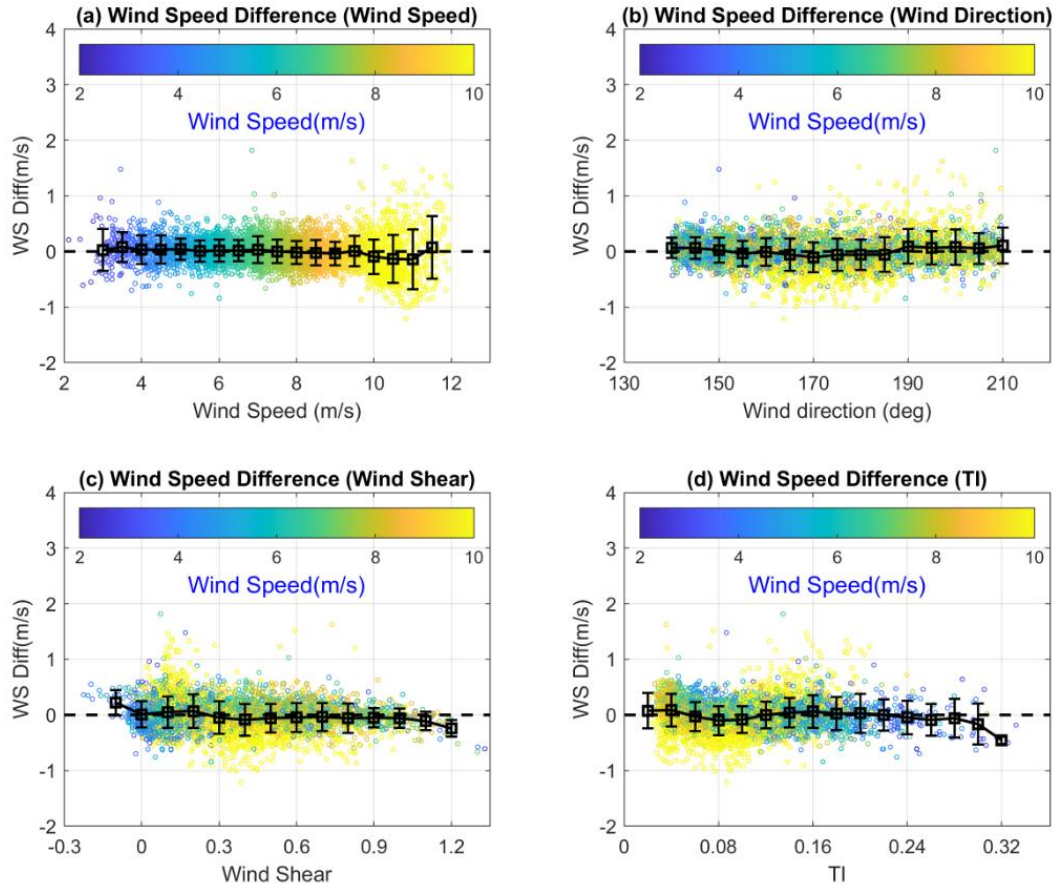 (a) Wind Speed Difference (Wind Speed)
4
3
2
1
0
-1
-2
WS Diff(m/s)
2 4 6 8 10
Wind Speed(m/s)
2 4 6 8 10 12
Wind Speed (m/s)
(b) Wind Speed Difference (Wind Direction)
4
3
2
1
0
-1
-2
WS Diff(m/s)
2 4 6 8 10
Wind Speed(m/s)
130 150 170 190 210
Wind direction (deg)
(c) Wind Speed Difference (Wind Shear)
4
3
2
1
0
-1
-2
WS Diff(m/s)
2 4 6 8 10
Wind Speed(m/s)
-0.3 0 0.3 0.6 0.9 1.2
Wind Shear
(d) Wind Speed Difference (TI)
4
3
2
1
0
-1
-2
WS Diff(m/s)
2 4 6 8 10
Wind Speed(m/s)
0 0.08 0.16 0.24 0.32
TI